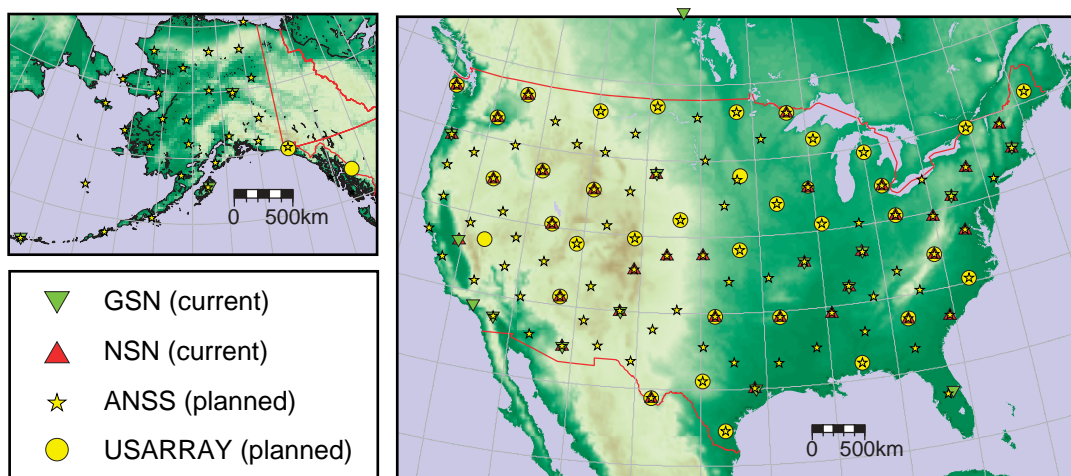 0 500km
GSN (current)
NSN (current)
ANSS (planned)
USARRAY (planned)
0 500km